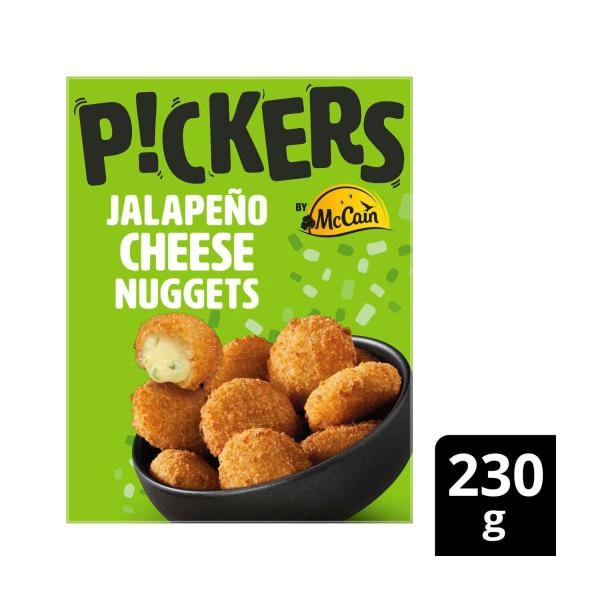 P!CKERS
JALAPEÑO
CHEESE
NUGGETS
BY McCain
230
g